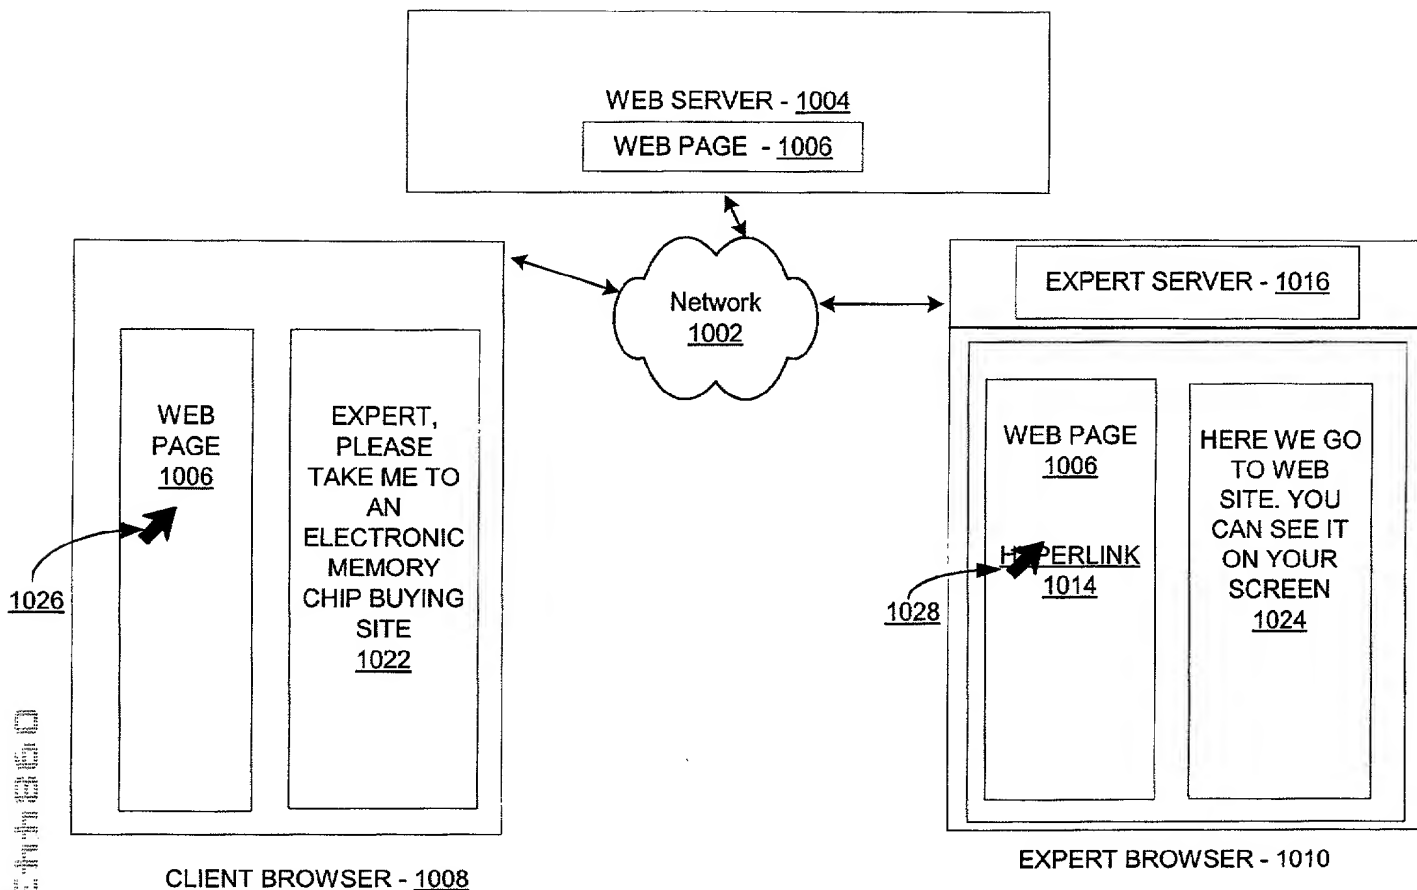 WEB SERVER - 1004
WEB PAGE - 1006
Network
1002
EXPERT SERVER - 1016
WEB
PAGE
1006
1026
EXPERT,
PLEASE
TAKE ME TO
AN
ELECTRONIC
MEMORY
CHIP BUYING
SITE
1022
CLIENT BROWSER - 1008
WEB PAGE
1006
HYPERLINK
1014
1028
HERE WE GO
TO WEB
SITE. YOU
CAN SEE IT
ON YOUR
SCREEN
1024
EXPERT BROWSER - 1010